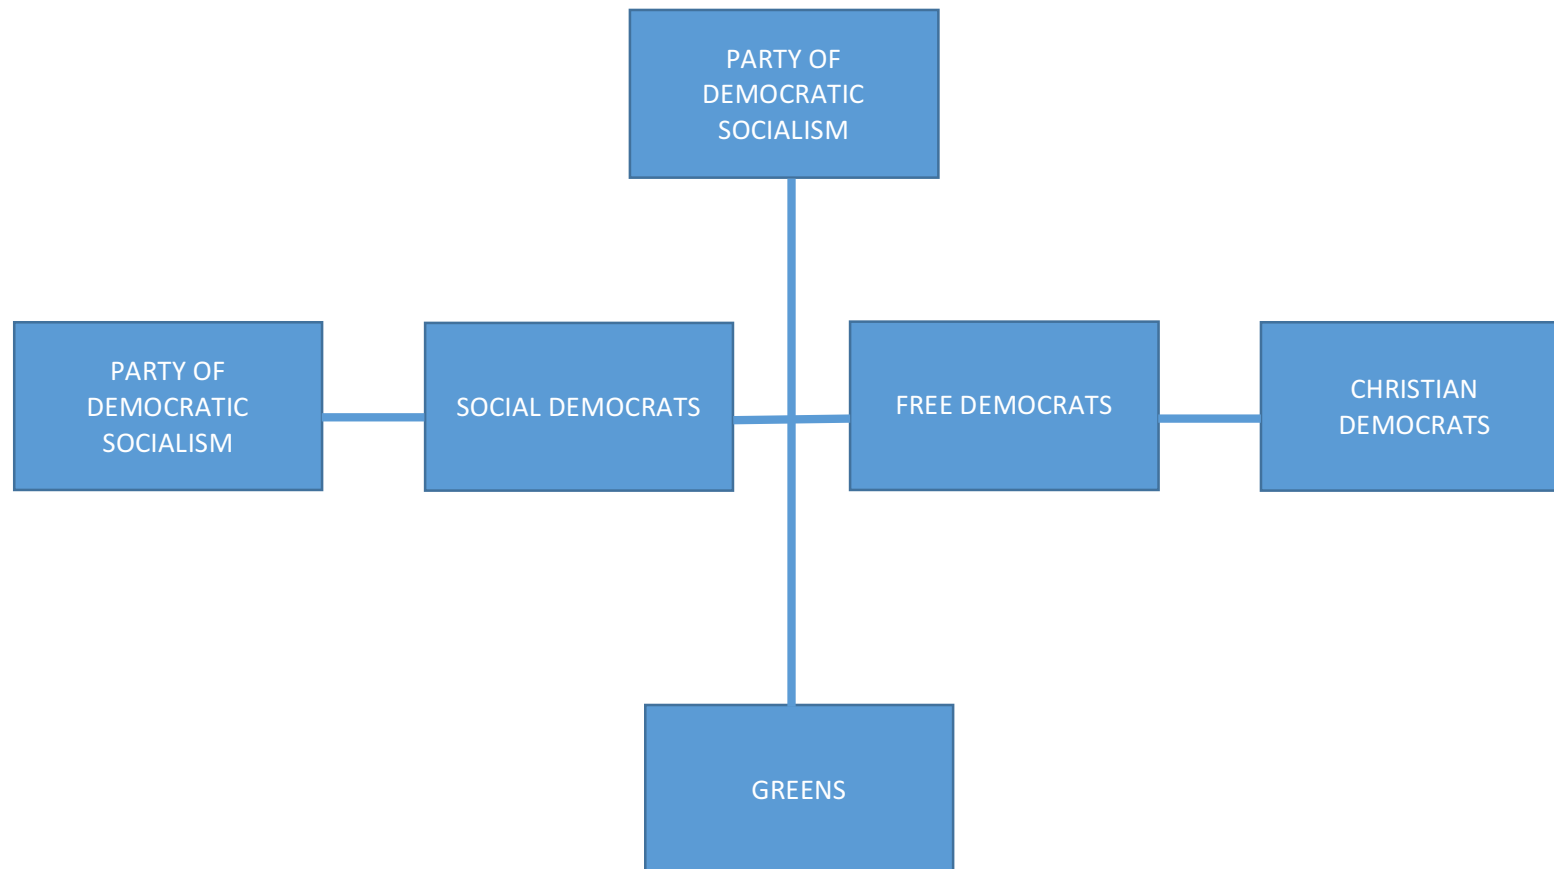 PARTY OF
DEMOCRATIC
SOCIALISM
PARTY OF
DEMOCRATIC
SOCIALISM
SOCIAL DEMOCRATS
FREE DEMOCRATS
CHRISTIAN
DEMOCRATS
GREENS